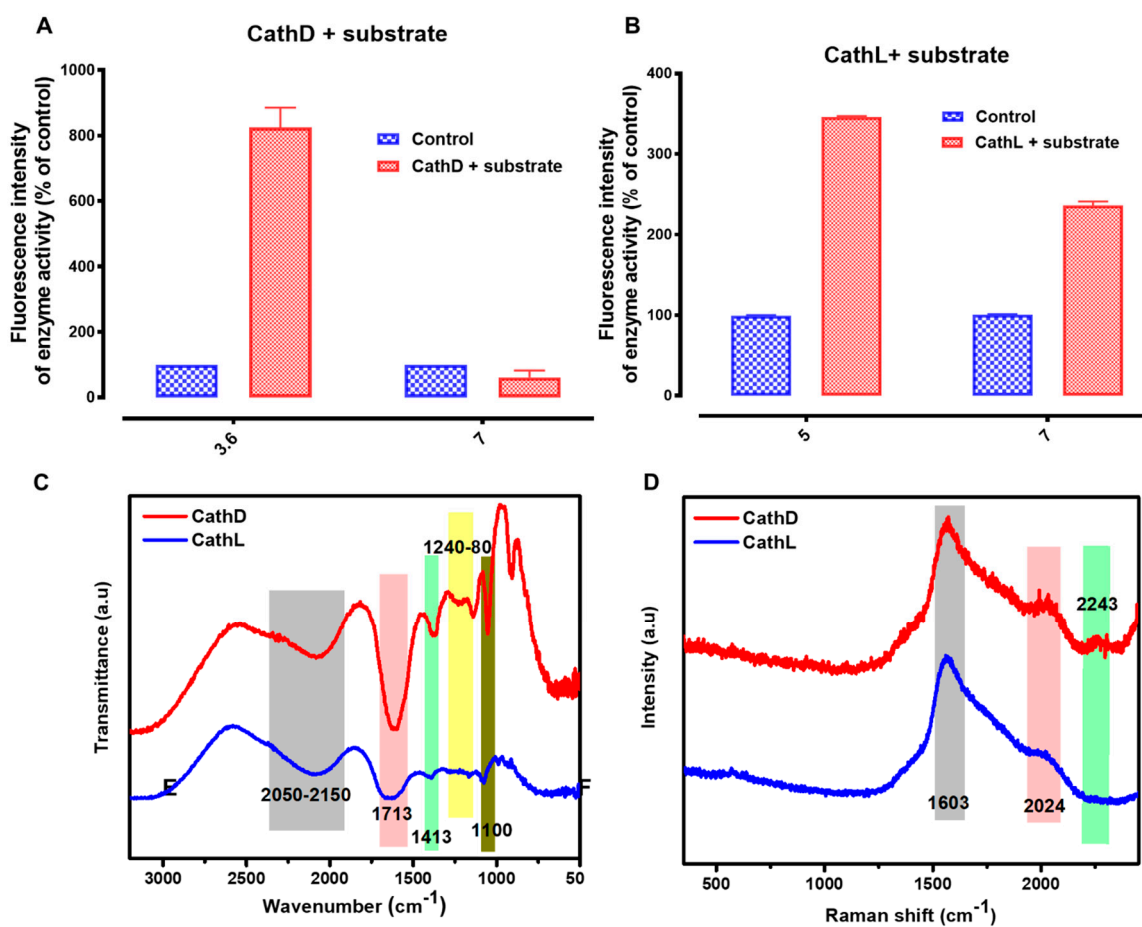 A
CathD + substrate
Fluorescence intensity
of enzyme activity (% of control)
1000
800
600
400
200
0
Control
CathD + substrate
3.6
7
B
CathL+ substrate
Fluorescence intensity
of enzyme activity (% of control)
400
300
200
100
0
Control
CathL + substrate
5
7
C
CathD
CathL
Transmittance (a.u)
1240-80
E
2050-2150
1713
1413
1100
F
3000
2500
2000
1500
1000
50
Wavenumber (cm-1)
D
CathD
CathL
Intensity (a.u)
2243
1603
2024
500
1000
1500
2000
Raman shift (cm-1)